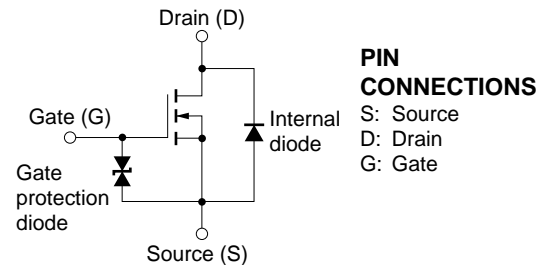 Drain (D)
Gate (G)
Gate
protection
diode
Internal
diode
Source (S)
PIN
CONNECTIONS
S: Source
D: Drain
G: Gate